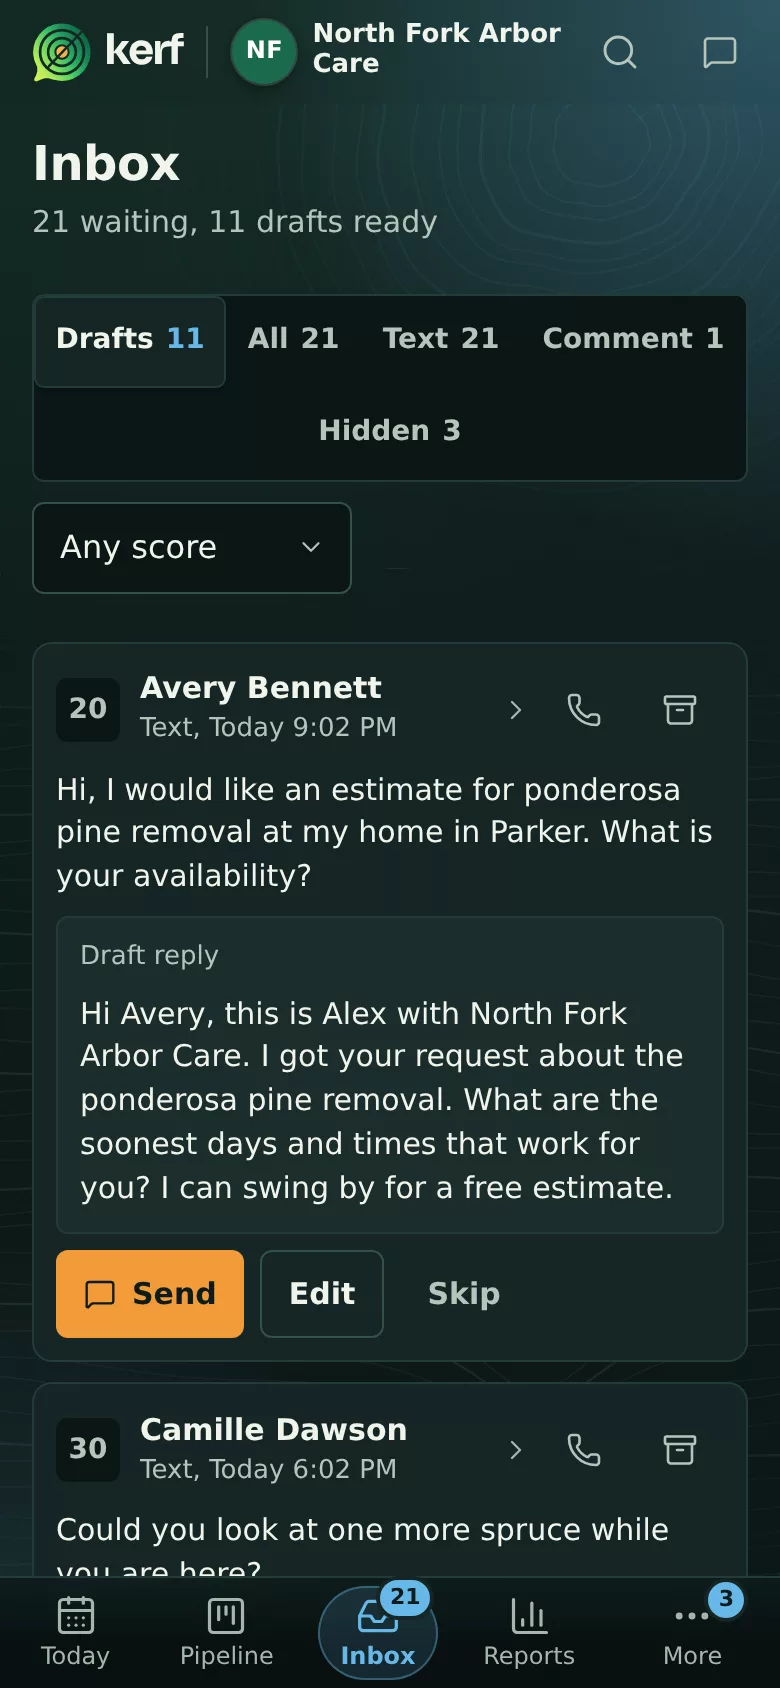 kerf
NF
North Fork Arbor
Care
Inbox
21 waiting, 11 drafts ready
Drafts 11
All 21
Text 21
Comment 1
Hidden 3
Any score
20
Avery Bennett
Text, Today 9:02 PM
Hi, I would like an estimate for ponderosa
pine removal at my home in Parker. What is
your availability?
Draft reply
Hi Avery, this is Alex with North Fork
Arbor Care. I got your request about the
ponderosa pine removal. What are the
soonest days and times that work for
you? I can swing by for a free estimate.
Send
Edit
Skip
30
Camille Dawson
Text, Today 6:02 PM
Could you look at one more spruce while
you are here?
Today
Pipeline
21
Inbox
Reports
3
More